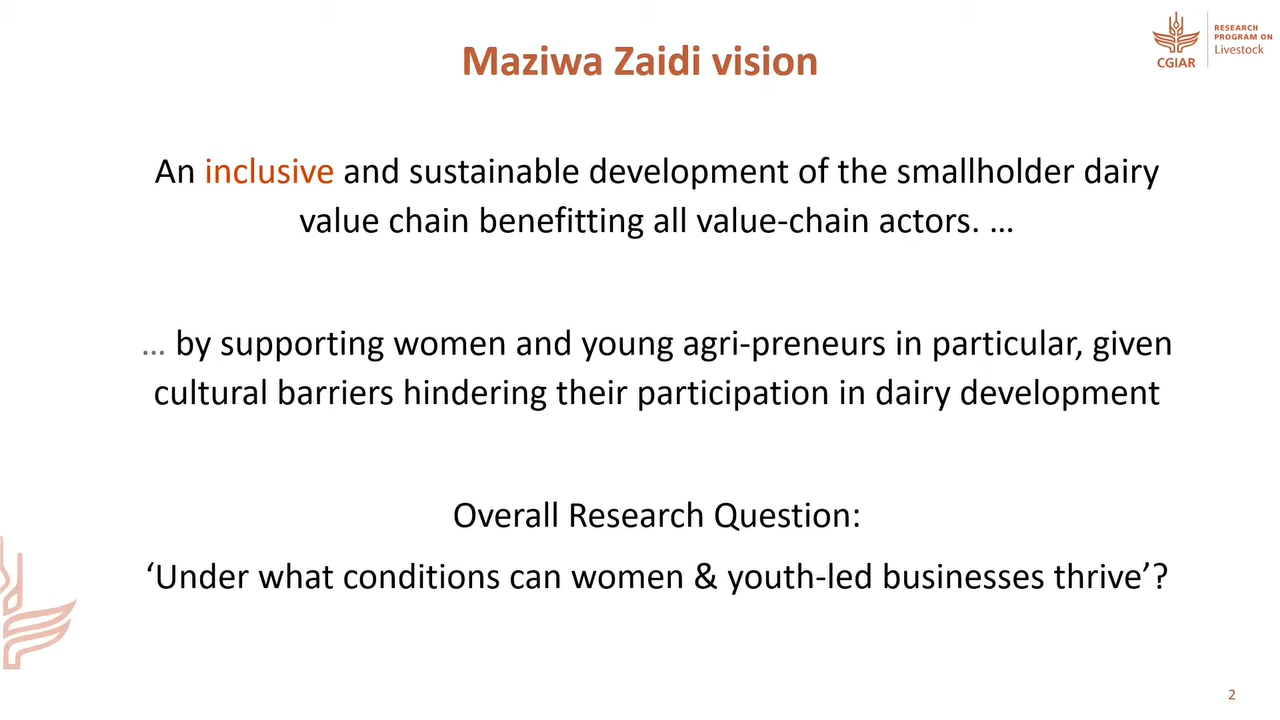 Maziwa Zaidi vision
RESEARCH
PROGRAM ON
Livestock
CGIAR
An inclusive and sustainable development of the smallholder dairy
value chain benefitting all value-chain actors. …
… by supporting women and young agri-preneurs in particular, given
cultural barriers hindering their participation in dairy development
Overall Research Question:
‘Under what conditions can women & youth-led businesses thrive’?
2